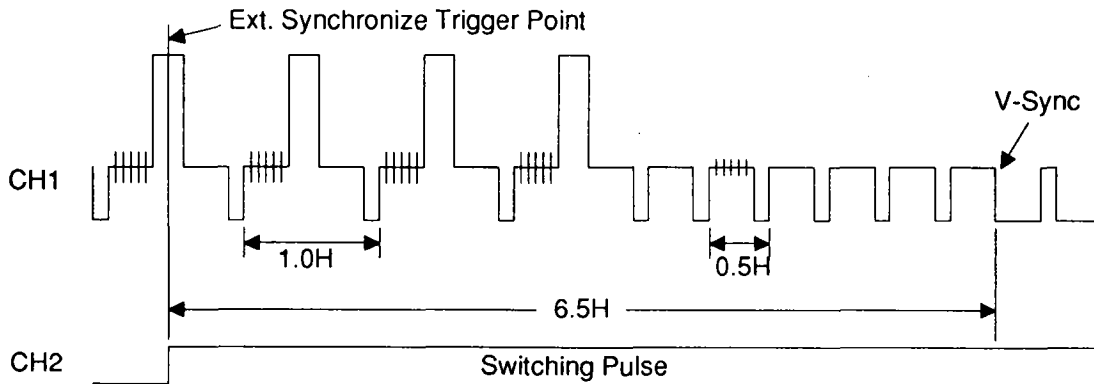 Ext. Synchronize Trigger Point
V-Sync
CH1
1.0H
0.5H
6.5H
CH2
Switching Pulse